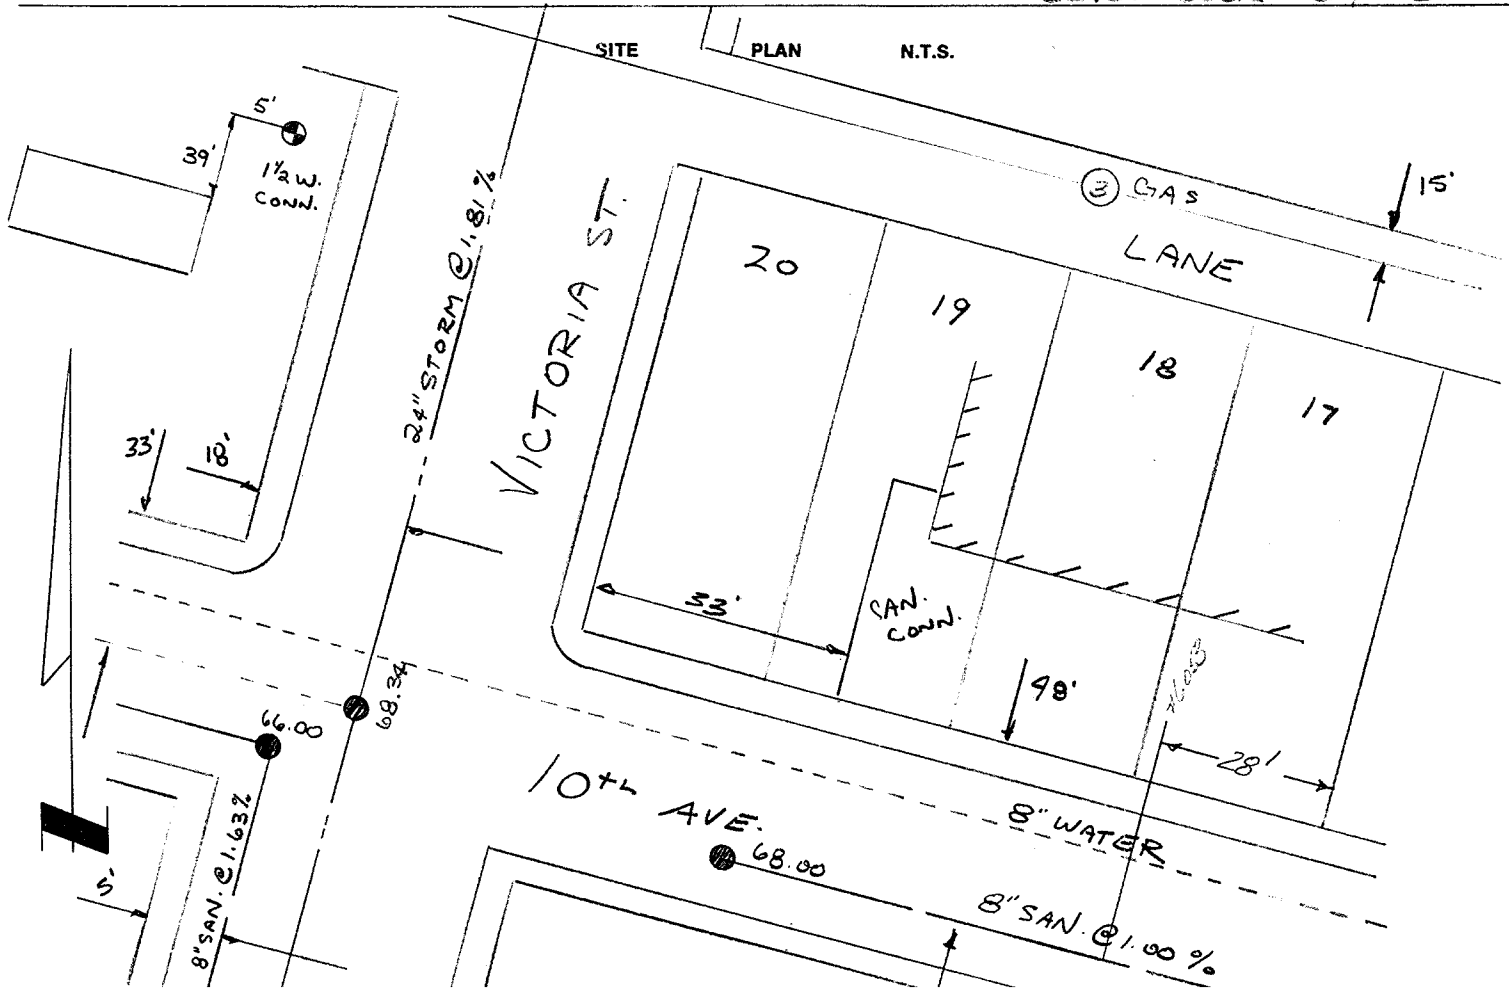 SITE PLAN N.T.S.
5'
39'
1½ W.
CONN.
24" STORM @ 1.81 %
VICTORIA ST.
3 GAS
LANE
15'
20
19
18
17
33'
18'
33'
SAN.
CONN.
48'
28'
66.00
68.34
10th AVE.
8" WATER
68.00
8" SAN. @ 1.00 %
8" SAN. @ 1.63%
5'